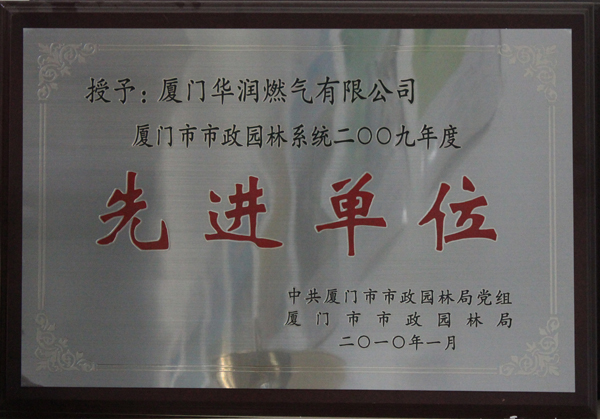 授予：厦门华润燃气有限公司
厦门市市政园林系统二〇〇九年度
先进单位
中共厦门市市政园林局党组
厦门市市政园林局
二〇一〇年一月